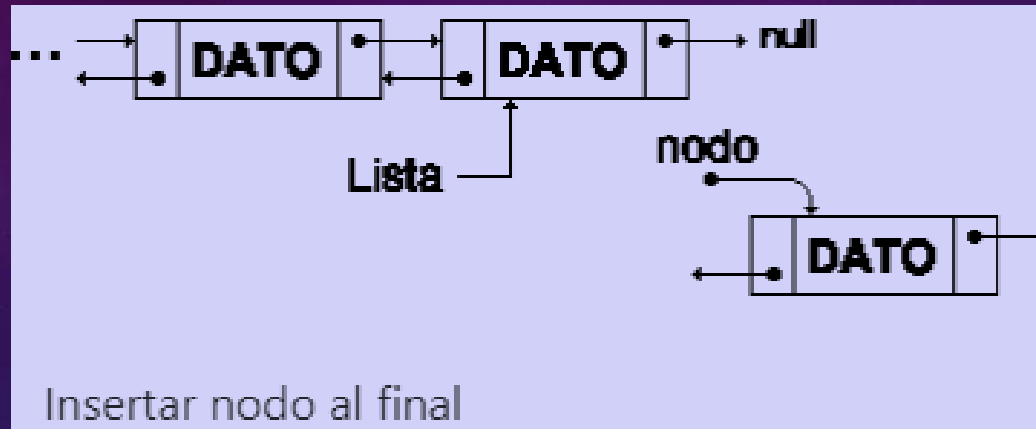 ... DATO DATO null
Lista
nodo
DATO
Insertar nodo al final